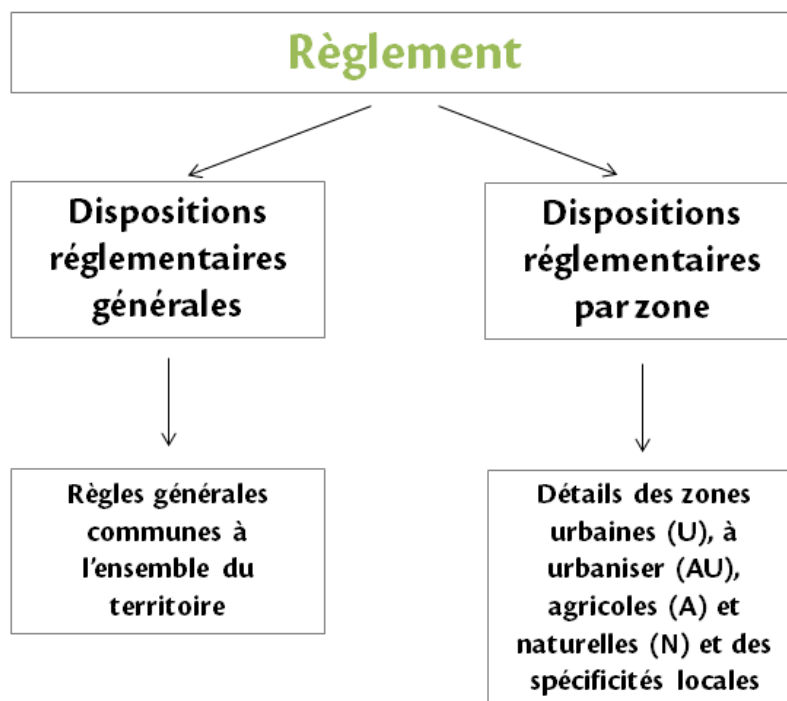 Règlement
Dispositions
réglementaires
générales
Dispositions
réglementaires
par zone
Règles générales
communes à
l'ensemble du
territoire
Détails des zones
urbaines (U), à
urbaniser (AU),
agricoles (A) et
naturelles (N) et des
spécificités locales